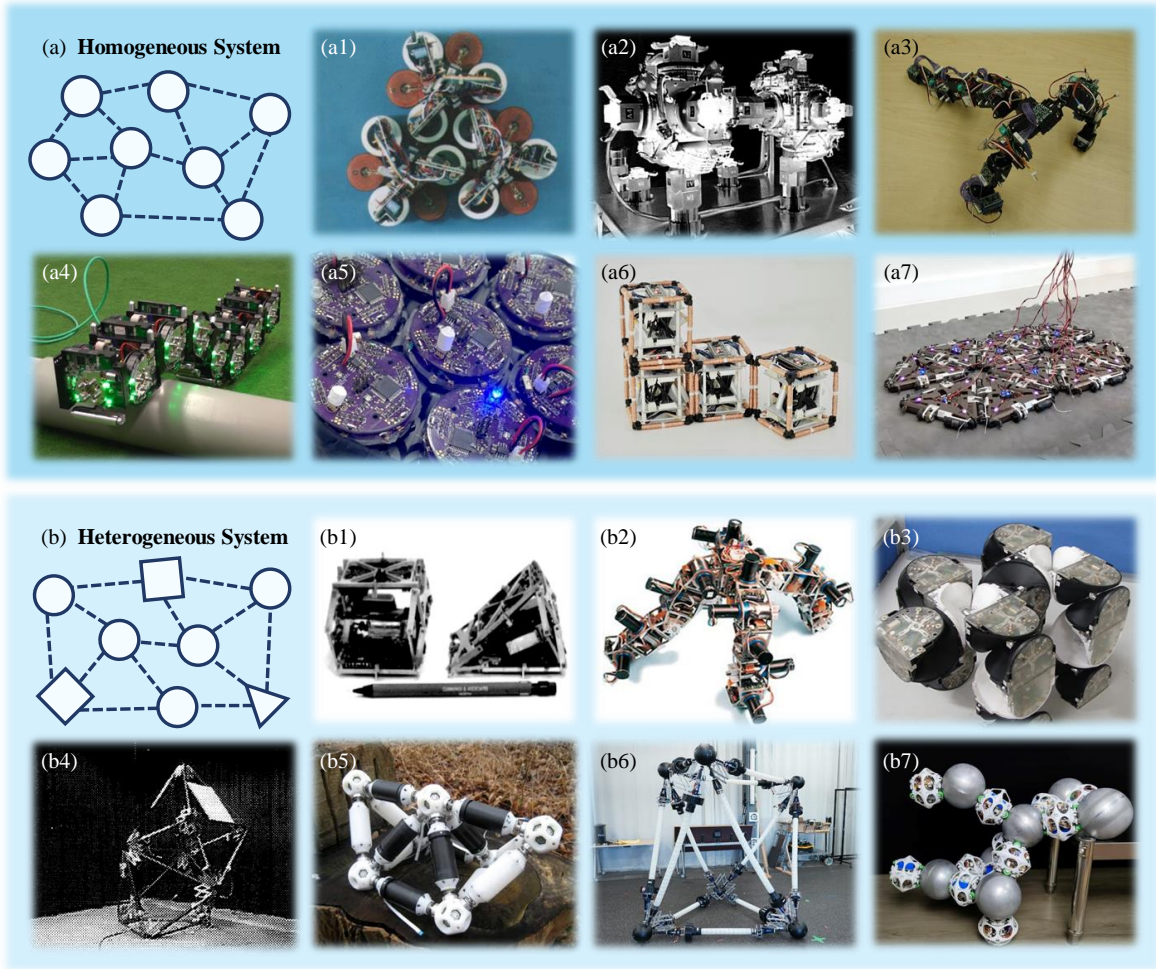 (a) Homogeneous System
(a1)
(a2)
(a3)
(a4)
(a5)
(a6)
(a7)
(b) Heterogeneous System
(b1)
(b2)
(b3)
(b4)
(b5)
(b6)
(b7)